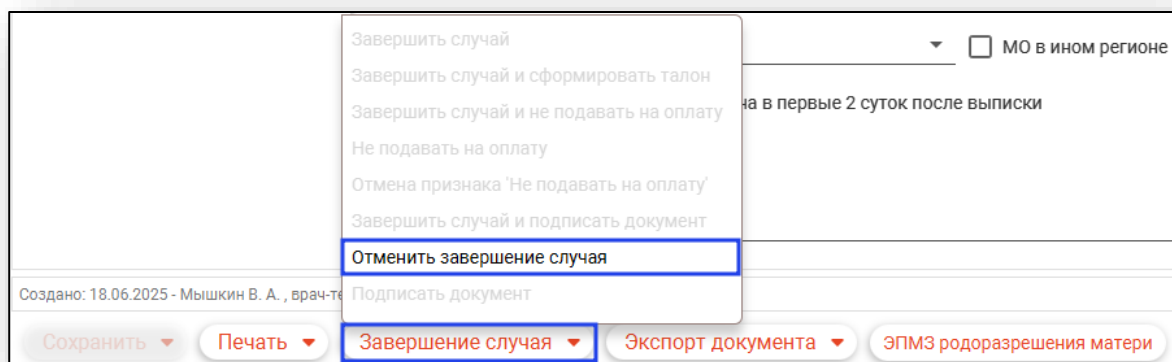 Завершить случай
МО в ином регионе
Завершить случай и сформировать талон
на в первые 2 суток после выписки
Завершить случай и не подавать на оплату
Не подавать на оплату
Отмена признака 'Не подавать на оплату'
Завершить случай и подписать документ
Отменить завершение случая
Создано: 18.06.2025 - Мышкин В. А. , врач-те
Подписать документ
Сохранить
Печать
Завершение случая
Экспорт документа
ЭПМЗ родоразрешения матери